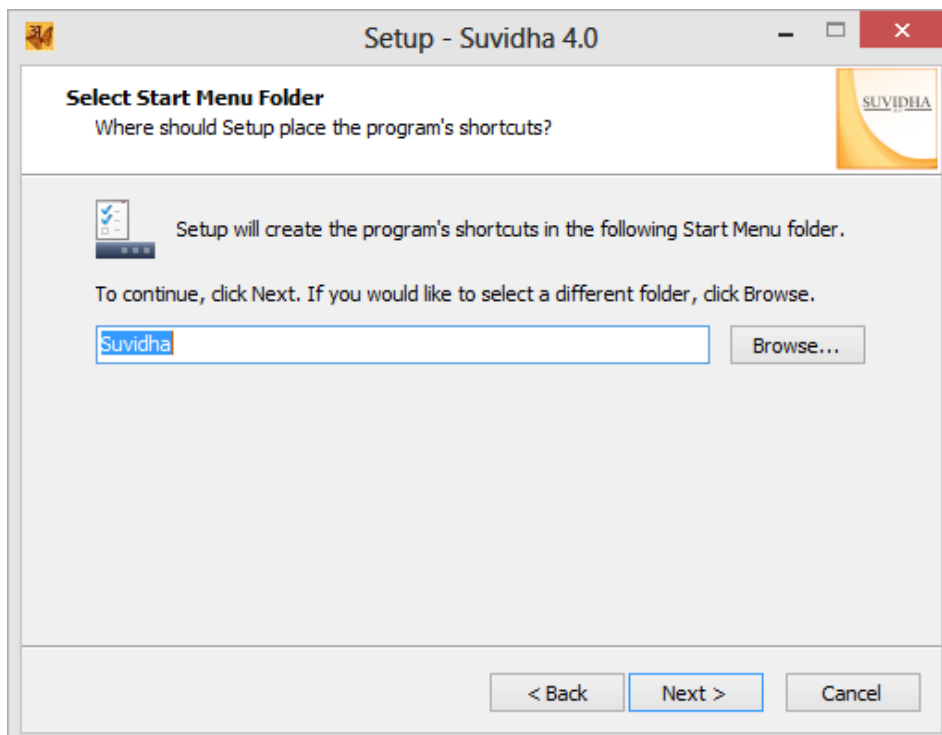 Setup - Suvidha 4.0
Select Start Menu Folder
Where should Setup place the program's shortcuts?
SUVIDHA
Setup will create the program's shortcuts in the following Start Menu folder.
To continue, click Next. If you would like to select a different folder, click Browse.
Suvidha
Browse...
< Back
Next >
Cancel